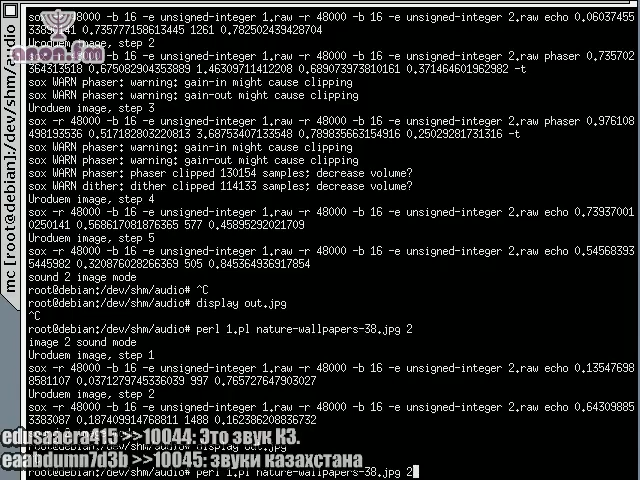 sox -r 48000 -b 16 -e unsigned-integer 1.raw -r 48000 -b 16 -e unsigned-integer 2.raw echo 0.06037455
0.735777158613445 1261 0.782502439428704
Uroduem image, step 2
sox -r 48000 -b 16 -e unsigned-integer 1.raw -r 48000 -b 16 -e unsigned-integer 2.raw phaser 0.735702
364313518 0.675082904353889 1.46309711412208 0.689073973810161 0.371464601962982 -t
sox WARN phaser: warning: gain-in might cause clipping
sox WARN phaser: warning: gain-out might cause clipping
Uroduem image, step 3
sox -r 48000 -b 16 -e unsigned-integer 1.raw -r 48000 -b 16 -e unsigned-integer 2.raw phaser 0.976108
498193536 0.517182803220813 3.68753407133548 0.789835663154916 0.25029281731316 -t
sox WARN phaser: warning: gain-in might cause clipping
sox WARN phaser: warning: gain-out might cause clipping
sox WARN phaser: phaser clipped 130154 samples; decrease volume?
sox WARN dither: dither clipped 114133 samples; decrease volume?
Uroduem image, step 4
sox -r 48000 -b 16 -e unsigned-integer 1.raw -r 48000 -b 16 -e unsigned-integer 2.raw echo 0.73937001
0250141 0.568617081876365 577 0.45895292021709
Uroduem image, step 5
sox -r 48000 -b 16 -e unsigned-integer 1.raw -r 48000 -b 16 -e unsigned-integer 2.raw echo 0.54568393
5445982 0.320876028266369 505 0.845364936917854
sound 2 image mode
root@debian:/dev/shm/audio# ^C
root@debian:/dev/shm/audio# display out.jpg
^C
root@debian:/dev/shm/audio# perl 1.pl nature-wallpapers-38.jpg 2
image 2 sound mode
Uroduem image, step 1
sox -r 48000 -b 16 -e unsigned-integer 1.raw -r 48000 -b 16 -e unsigned-integer 2.raw echo 0.13547698
8581107 0.0371279745336039 997 0.765727647903027
Uroduem image, step 2
sox -r 48000 -b 16 -e unsigned-integer 1.raw -r 48000 -b 16 -e unsigned-integer 2.raw echo 0.64309885
3383087 0.187409914768811 1488 0.162386208836732
edusaaera415 >>10044: Это звук КЗ.
display out.jpg
eaabdumn7d3b >>10045: звуки казахстана
root@debian:/dev/shm/audio# perl 1.pl nature-wallpapers-38.jpg 2
mc [root@debian]:/dev/shm/audio
anon.fm